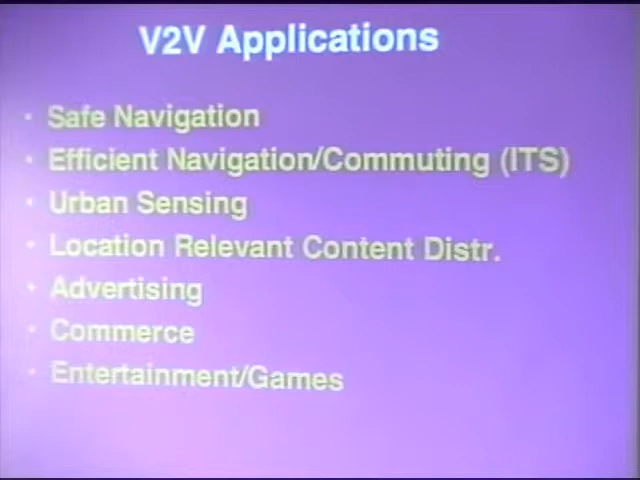 V2V Applications
• Safe Navigation
• Efficient Navigation/Commuting (ITS)
• Urban Sensing
• Location Relevant Content Distr.
• Advertising
• Commerce
• Entertainment/Games